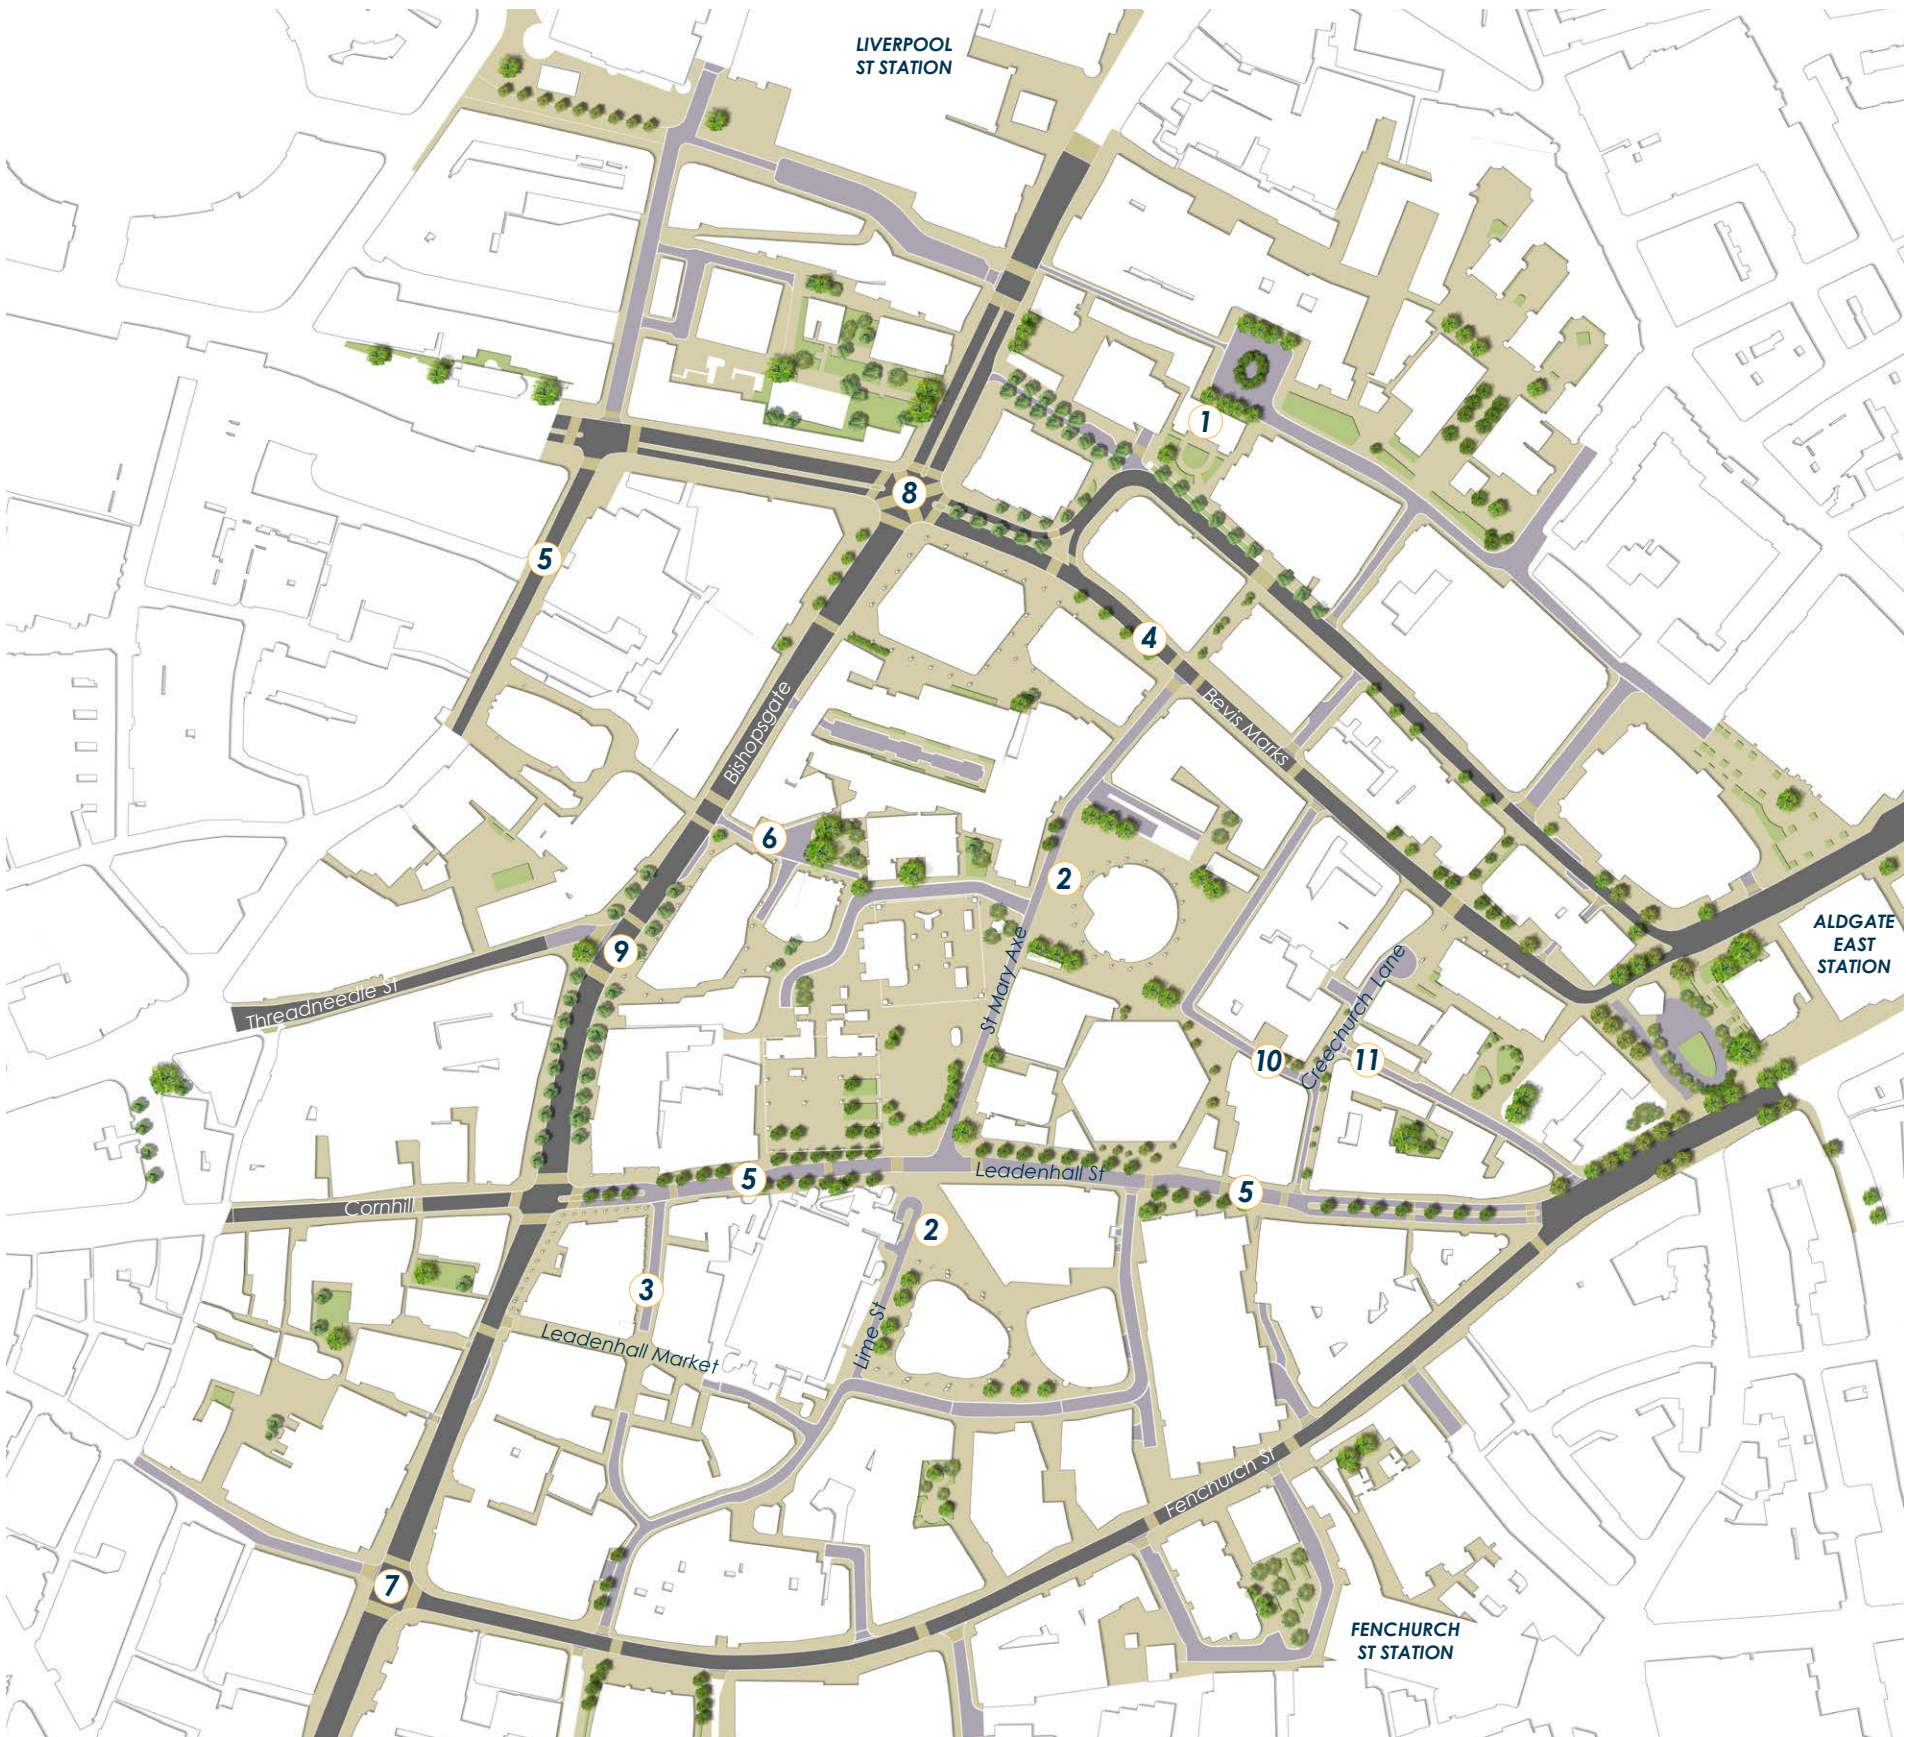 LIVERPOOL
ST STATION
1
8
5
4
Bevis Marks
Bishopsgate
6
2
ALDGATE
EAST
STATION
9
St Mary Axe
Creechurch Lane
Threadneedle St
10
11
Leadenhall St
5
5
Cornhill
2
3
Leadenhall Market
Lime St
Fenchurch St
7
FENCHURCH
ST STATION